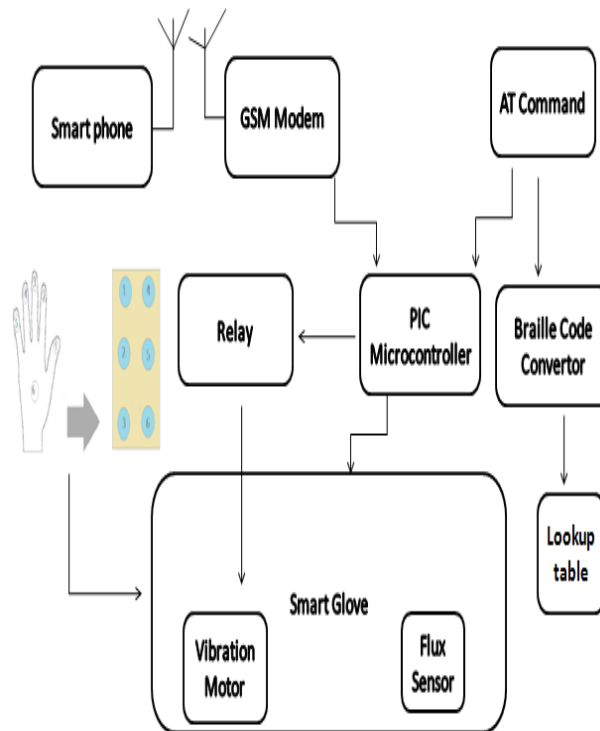 Smart phone
GSM Modem
AT Command
1 4
2 5
3 6
6
Relay
PIC
Microcontroller
Braille Code
Convertor
Lookup
table
Smart Glove
Vibration
Motor
Flux
Sensor